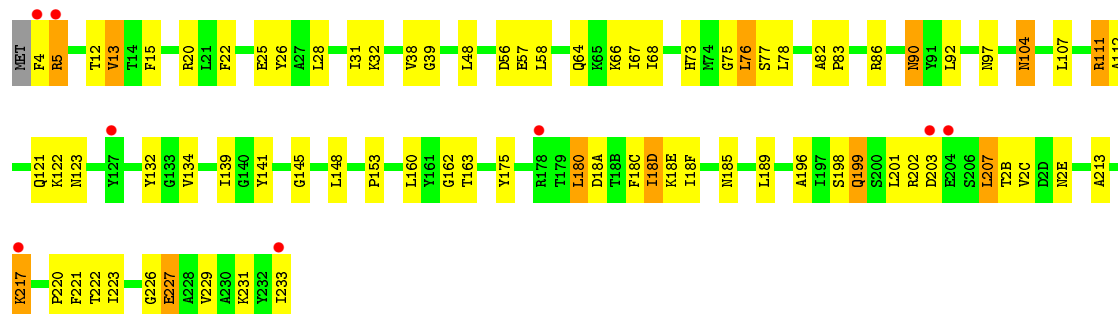 MET F4 R5 T12 V13 T14 F15 R20 L21 F22 E25 Y26 A27 L28 I31 K32 V38 G39 L48 D56 E57 L58 Q64 K65 K66 I67 I68 H73 M74 G75 L76 S77 L78 A82 P83 R86 N90 Y91 L92 N97 N104 L107 R111 A112
Q121 K122 N123 Y127 Y132 G133 V134 I139 G140 Y141 G145 L148 P153 L160 Y161 G162 T163 Y175 R178 T179 L180 D18A T18B F18C I18D K18E I18F N185 L189 A196 I197 S198 Q199 S200 L201 R202 D203 E204 S206 L207 T2B V2C D2D N2E A213
K217 P220 F221 T222 I223 G226 E227 A228 V229 A230 K231 Y232 I233